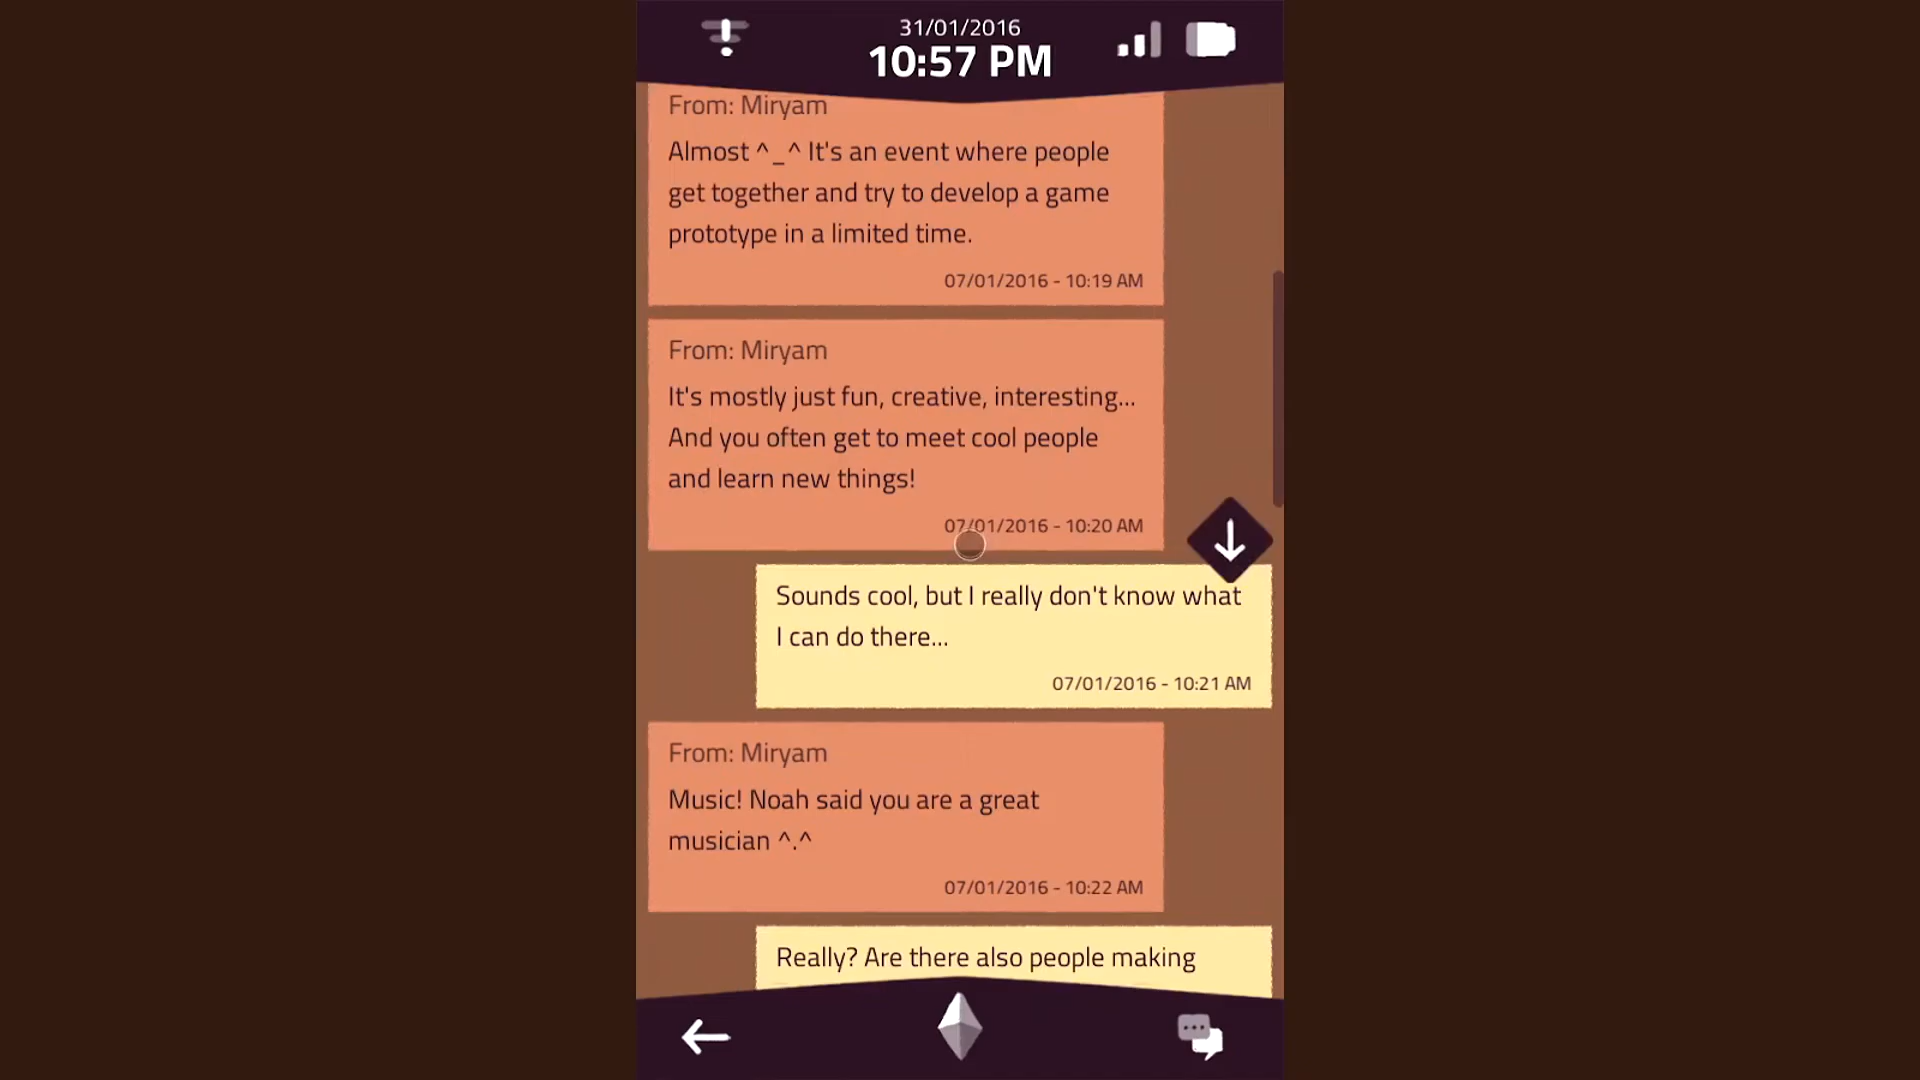 31/01/2016
10:57 PM
From: Miryam
Almost ^_^ It's an event where people
get together and try to develop a game
prototype in a limited time.
07/01/2016 - 10:19 AM
From: Miryam
It's mostly just fun, creative, interesting...
And you often get to meet cool people
and learn new things!
07/01/2016 - 10:20 AM
Sounds cool, but I really don't know what
I can do there...
07/01/2016 - 10:21 AM
From: Miryam
Music! Noah said you are a great
musician ^.^
07/01/2016 - 10:22 AM
Really? Are there also people making